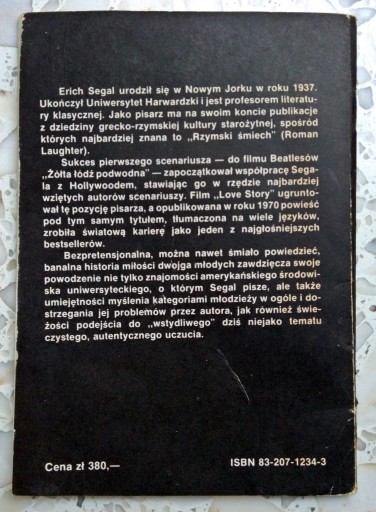 Erich Segal urodził się w Nowym Jorku w roku 1937.
Ukończył Uniwersytet Harwardzki i jest profesorem literatu-
ry klasycznej. Jako pisarz ma na swoim koncie publikacje
z dziedziny grecko-rzymskiej kultury starożytnej, spośród
których najbardziej znana to ,,Rzymski śmiech" (Roman
Laughter).
Sukces pierwszego scenariusza — do filmu Beatlesów
,,Żółta łódź podwodna" — zapoczątkował współpracę Sega-
la z Hollywoodem, stawiając go w rzędzie najbardziej
wziętych autorów scenariuszy. Film ,,Love Story" ugrunto-
wał tę pozycję pisarza, a opublikowana w roku 1970 powieść
pod tym samym tytułem, tłumaczona na wiele języków,
zrobiła światową karierę jako jeden z najgłośniejszych
bestsellerów.
Bezpretensjonalna, można nawet śmiało powiedzieć,
banalna historia miłości dwojga młodych zawdzięcza swoje
powodzenie nie tylko znajomości amerykańskiego środowi-
ska uniwersyteckiego, o którym Segal pisze, ale także
umiejętności myślenia kategoriami młodzieży w ogóle i do-
strzegania jej problemów przez autora, jak również świe-
żości podejścia do ,,wstydliwego" dziś niejako tematu
czystego, autentycznego uczucia.
Cena zł 380,—
ISBN 83-207-1234-3